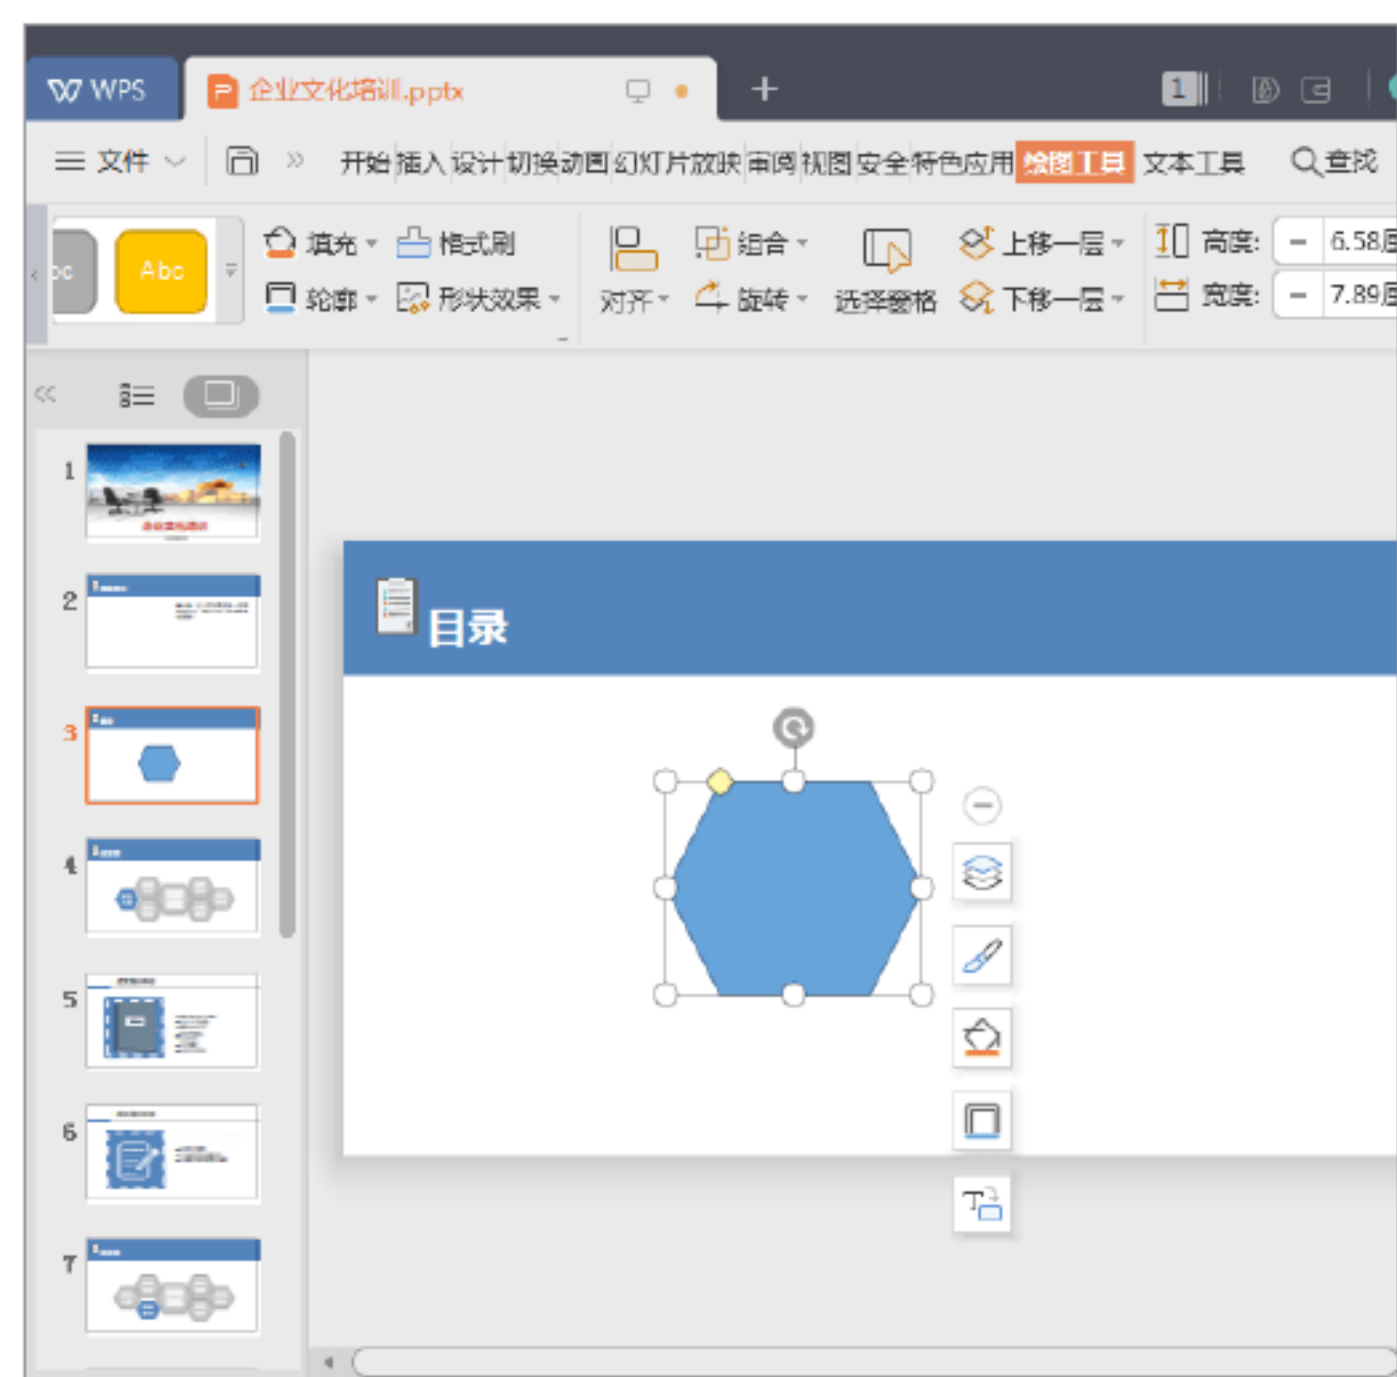 WPS 企业文化培训.pptx 1
文件 开始 插入 设计 切换 动画 幻灯片放映 审阅 视图 安全 特色应用 绘图工具 文本工具 查找
Abc 填充 格式刷 组合 上移一层 高度: 6.58
轮廓 形状效果 对齐 旋转 选择窗格 下移一层 宽度: 7.89
1
2
3
4
5
6
7
目录